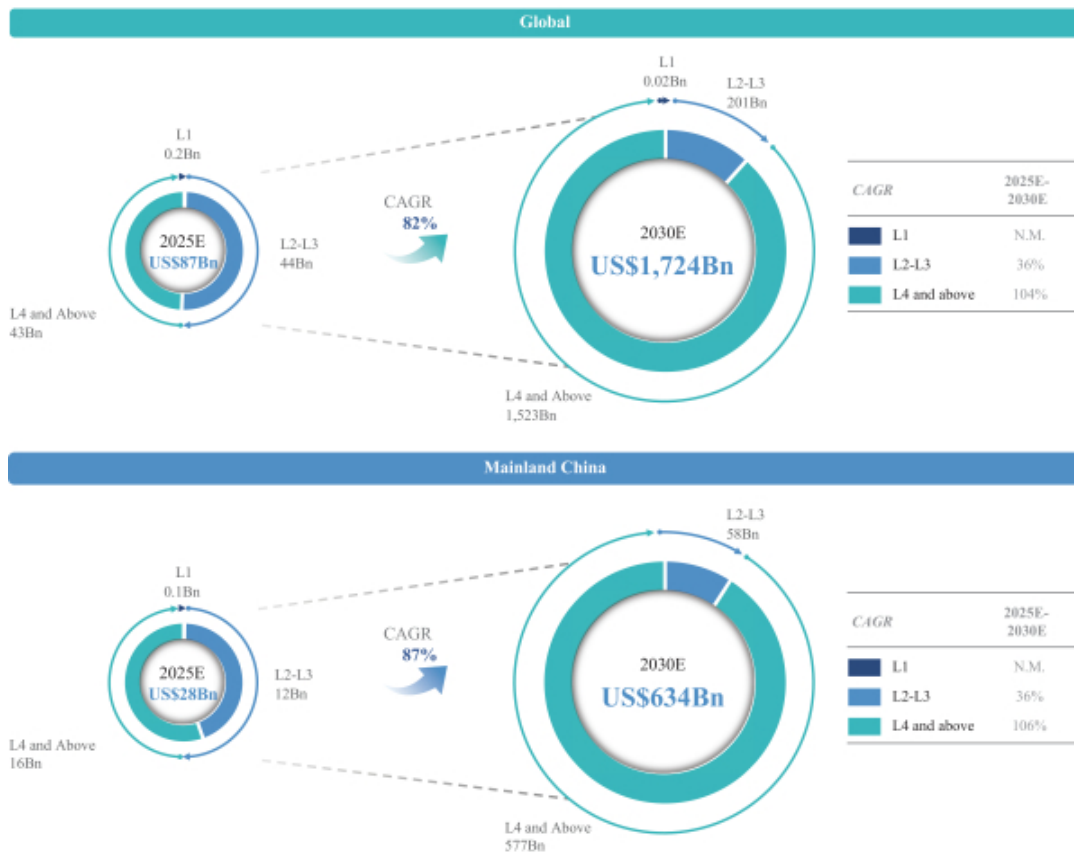 Global
L1
0.2Bn
2025E
US$87Bn
L2-L3
44Bn
L4 and Above
43Bn
CAGR
82%
L1
0.02Bn
L2-L3
201Bn
2030E
US$1,724Bn
L4 and Above
1,523Bn
CAGR
2025E-
2030E
L1 N.M.
L2-L3 36%
L4 and above 104%
Mainland China
L1
0.1Bn
2025E
US$28Bn
L2-L3
12Bn
L4 and Above
16Bn
CAGR
87%
L2-L3
58Bn
2030E
US$634Bn
L4 and Above
577Bn
CAGR
2025E-
2030E
L1 N.M.
L2-L3 36%
L4 and above 106%